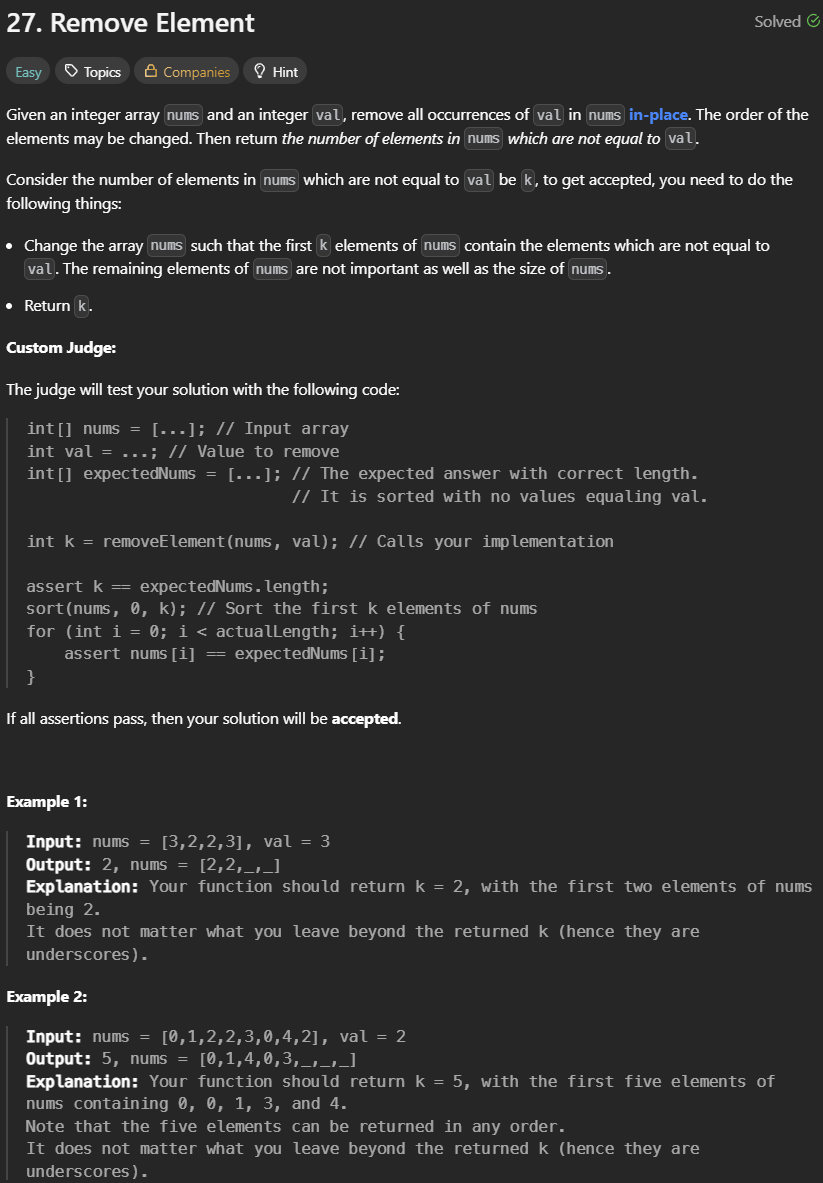 27. Remove Element
Solved
Easy Topics Companies Hint
Given an integer array nums and an integer val, remove all occurrences of val in nums in-place. The order of the
elements may be changed. Then return the number of elements in nums which are not equal to val.
Consider the number of elements in nums which are not equal to val be k, to get accepted, you need to do the
following things:
• Change the array nums such that the first k elements of nums contain the elements which are not equal to
val. The remaining elements of nums are not important as well as the size of nums.
• Return k.
Custom Judge:
The judge will test your solution with the following code:
int[] nums = [...]; // Input array
int val = ...; // Value to remove
int[] expectedNums = [...]; // The expected answer with correct length.
// It is sorted with no values equaling val.
int k = removeElement(nums, val); // Calls your implementation
assert k == expectedNums.length;
sort(nums, 0, k); // Sort the first k elements of nums
for (int i = 0; i < actualLength; i++) {
assert nums[i] == expectedNums[i];
}
If all assertions pass, then your solution will be accepted.
Example 1:
Input: nums = [3,2,2,3], val = 3
Output: 2, nums = [2,2,_,_]
Explanation: Your function should return k = 2, with the first two elements of nums
being 2.
It does not matter what you leave beyond the returned k (hence they are
underscores).
Example 2:
Input: nums = [0,1,2,2,3,0,4,2], val = 2
Output: 5, nums = [0,1,4,0,3,_,_,_]
Explanation: Your function should return k = 5, with the first five elements of
nums containing 0, 0, 1, 3, and 4.
Note that the five elements can be returned in any order.
It does not matter what you leave beyond the returned k (hence they are
underscores).